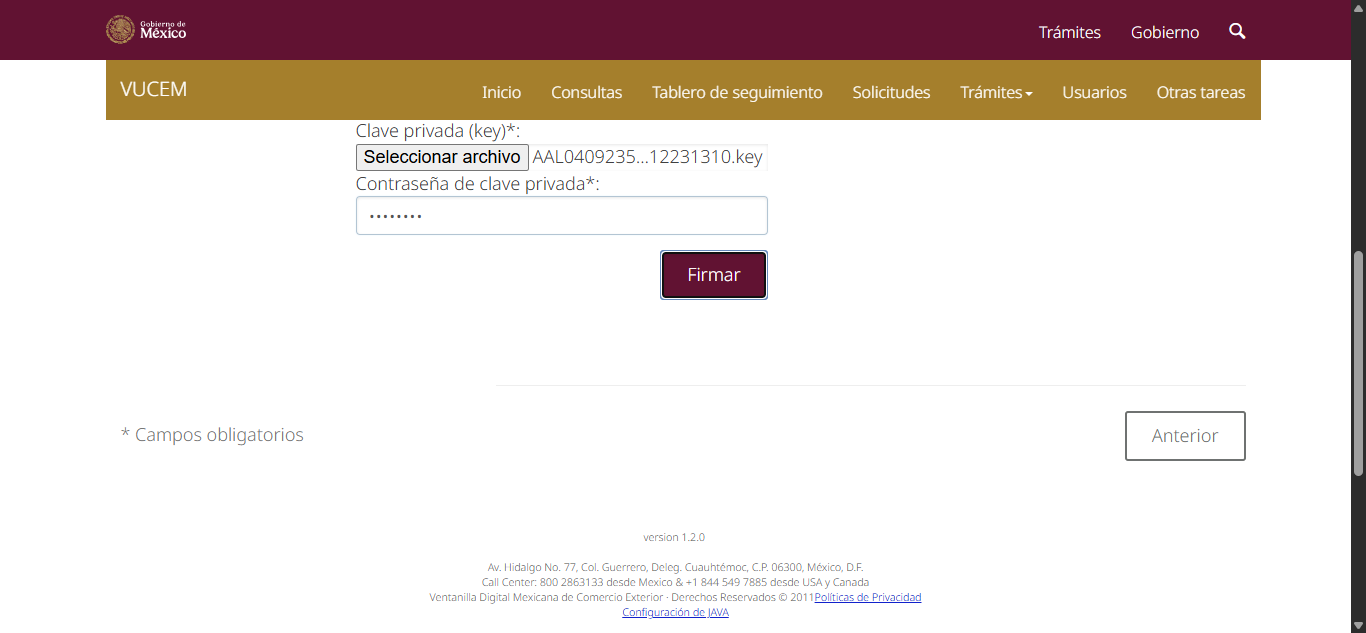 Gobierno de
México
Trámites Gobierno
VUCEM
Inicio Consultas Tablero de seguimiento Solicitudes Trámites Usuarios Otras tareas
Clave privada (key)*:
Seleccionar archivo AAL0409235...12231310.key
Contraseña de clave privada*:
••••••••
Firmar
* Campos obligatorios
Anterior
version 1.2.0
Av. Hidalgo No. 77, Col. Guerrero, Deleg. Cuauhtémoc, C.P. 06300, México, D.F.
Call Center: 800 2863133 desde Mexico & +1 844 549 7885 desde USA y Canada
Ventanilla Digital Mexicana de Comercio Exterior · Derechos Reservados © 2011Políticas de Privacidad
Configuración de JAVA